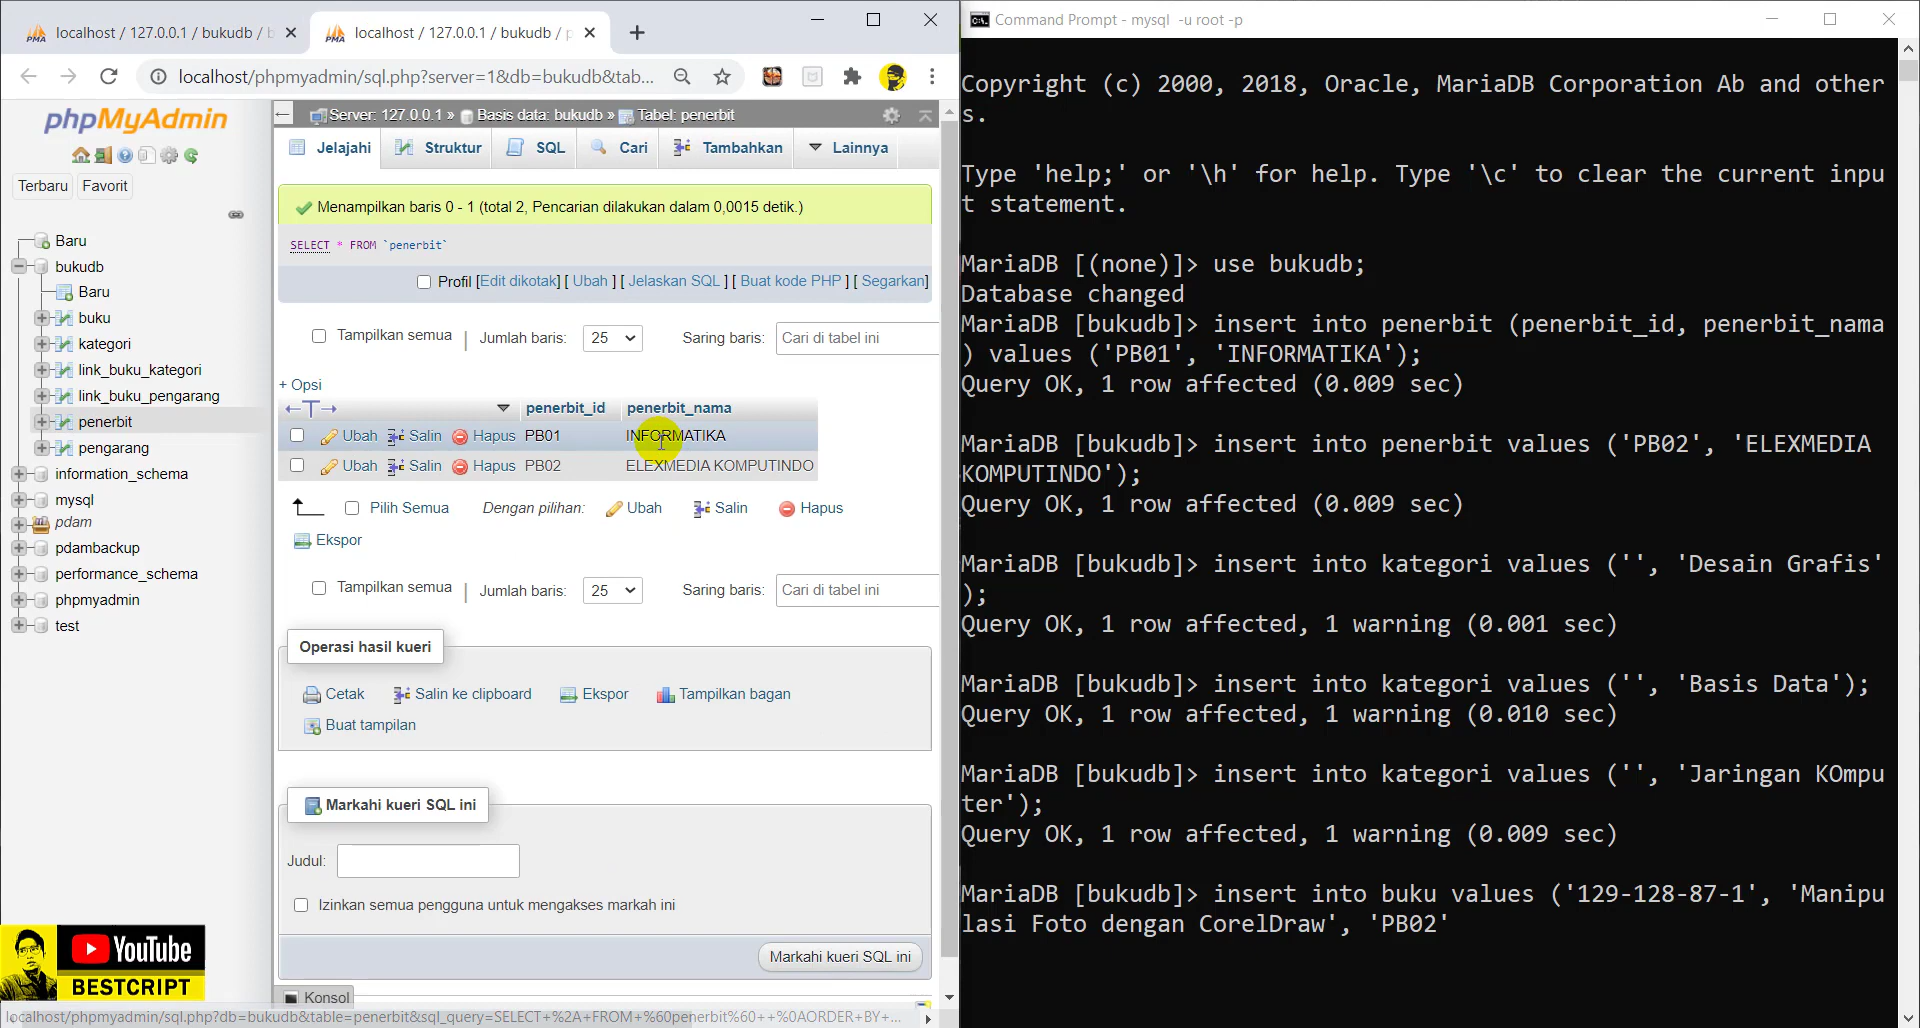 localhost / 127.0.0.1 / bukudb / b
localhost / 127.0.0.1 / bukudb / p
localhost/phpmyadmin/sql.php?server=1&db=bukudb&tab...
phpMyAdmin
Terbaru
Favorit
Baru
bukudb
Baru
buku
kategori
link_buku_kategori
link_buku_pengarang
penerbit
pengarang
information_schema
mysql
pdam
pdambackup
performance_schema
phpmyadmin
test
YouTube
BESTCRIPT
Server: 127.0.0.1 » Basis data: bukudb » Tabel: penerbit
Jelajahi
Struktur
SQL
Cari
Tambahkan
Lainnya
Menampilkan baris 0 - 1 (total 2, Pencarian dilakukan dalam 0,0015 detik.)
SELECT * FROM `penerbit`
Profil [Edit dikotak] [ Ubah ] [ Jelaskan SQL ] [ Buat kode PHP ] [ Segarkan]
Tampilkan semua | Jumlah baris: 25 Saring baris: Cari di tabel ini
+ Opsi
←T→ penerbit_id penerbit_nama
Ubah Salin Hapus PB01 INFORMATIKA
Ubah Salin Hapus PB02 ELEXMEDIA KOMPUTINDO
Pilih Semua Dengan pilihan: Ubah Salin Hapus
Ekspor
Tampilkan semua | Jumlah baris: 25 Saring baris: Cari di tabel ini
Operasi hasil kueri
Cetak Salin ke clipboard Ekspor Tampilkan bagan
Buat tampilan
Markahi kueri SQL ini
Judul:
Izinkan semua pengguna untuk mengakses markah ini
Markahi kueri SQL ini
Konsol
localhost/phpmyadmin/sql.php?db=bukudb&table=penerbit&sql_query=SELECT+%2A+FROM+%60penerbit%60++%0AORDER+BY+...
Command Prompt - mysql -u root -p
Copyright (c) 2000, 2018, Oracle, MariaDB Corporation Ab and other
s.
Type 'help;' or '\h' for help. Type '\c' to clear the current inpu
t statement.
MariaDB [(none)]> use bukudb;
Database changed
MariaDB [bukudb]> insert into penerbit (penerbit_id, penerbit_nama
) values ('PB01', 'INFORMATIKA');
Query OK, 1 row affected (0.009 sec)
MariaDB [bukudb]> insert into penerbit values ('PB02', 'ELEXMEDIA
KOMPUTINDO');
Query OK, 1 row affected (0.009 sec)
MariaDB [bukudb]> insert into kategori values ('', 'Desain Grafis'
);
Query OK, 1 row affected, 1 warning (0.001 sec)
MariaDB [bukudb]> insert into kategori values ('', 'Basis Data');
Query OK, 1 row affected, 1 warning (0.010 sec)
MariaDB [bukudb]> insert into kategori values ('', 'Jaringan KOmpu
ter');
Query OK, 1 row affected, 1 warning (0.009 sec)
MariaDB [bukudb]> insert into buku values ('129-128-87-1', 'Manipu
lasi Foto dengan CorelDraw', 'PB02'